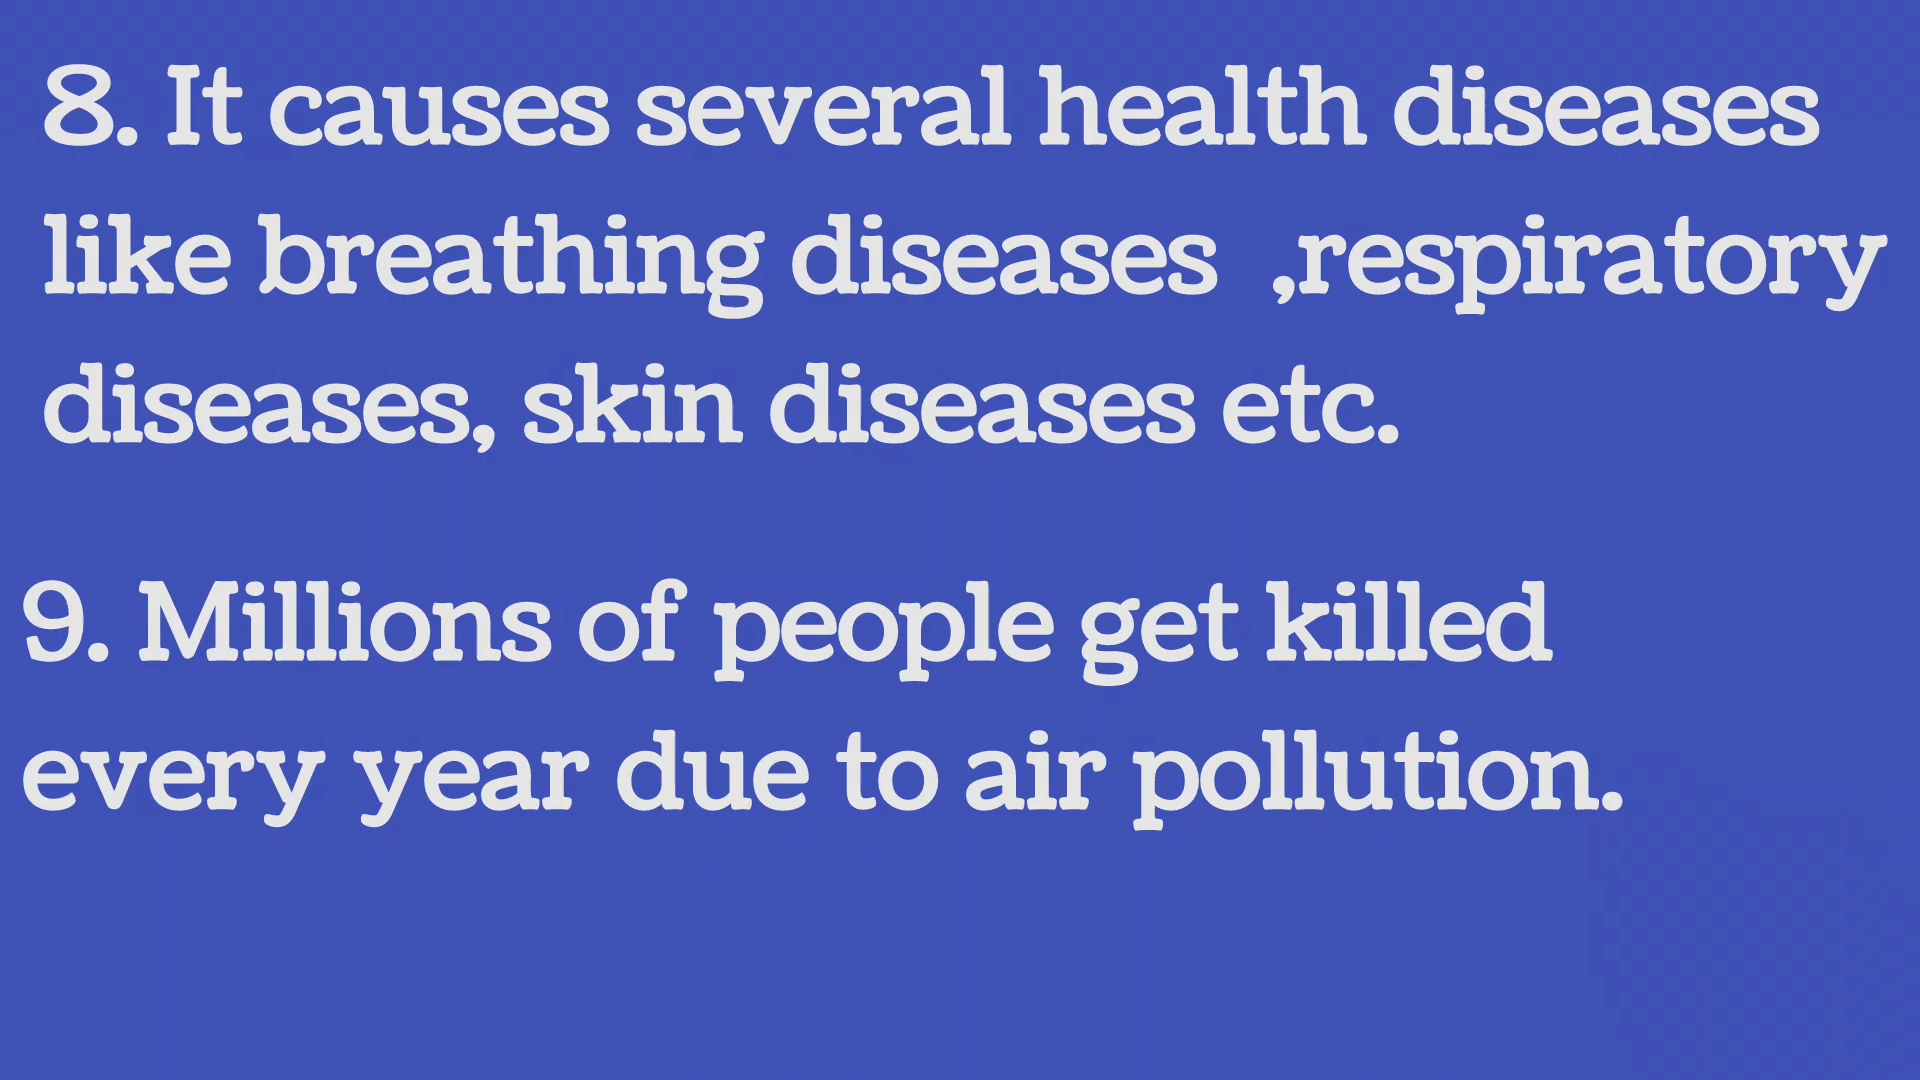 8. It causes several health diseases
like breathing diseases  ,respiratory
diseases, skin diseases etc.
9. Millions of people get killed
every year due to air pollution.